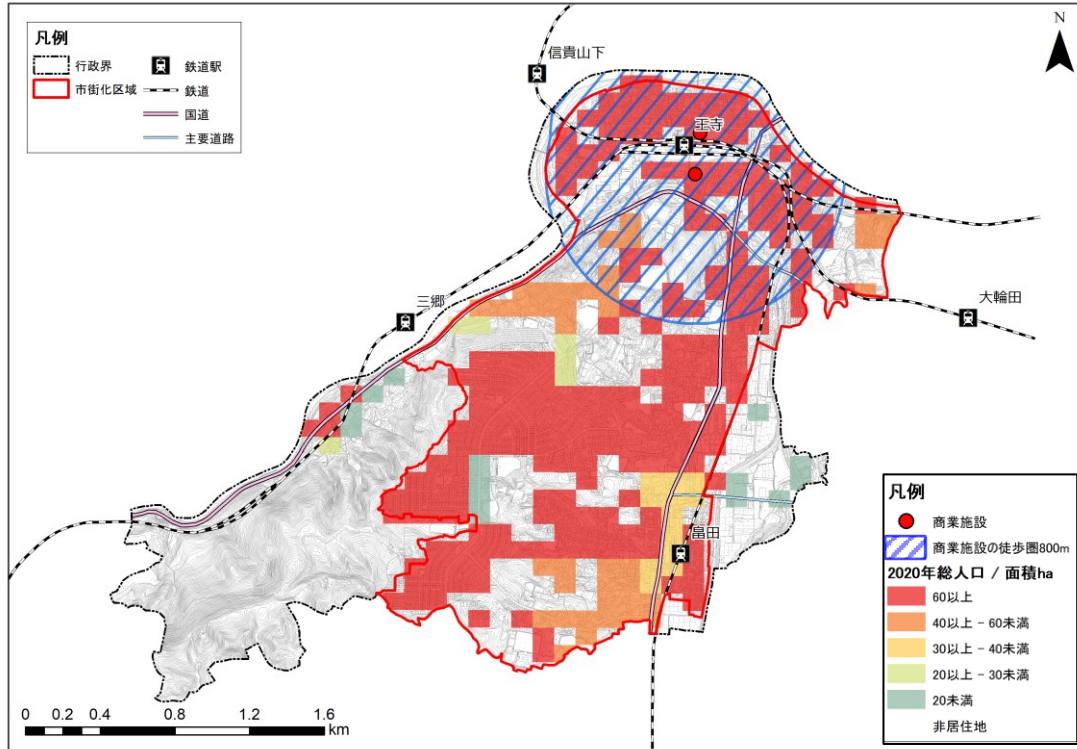 凡例
行政界
市街化区域
鉄道駅
鉄道
国道
主要道路
N
信貴山下
王寺
三郷
大輪田
畠田
凡例
商業施設
商業施設の徒歩圏800m
2020年総人口 / 面積ha
60以上
40以上 - 60未満
30以上 - 40未満
20以上 - 30未満
20未満
非居住地
0 0.2 0.4 0.8 1.2 1.6
km